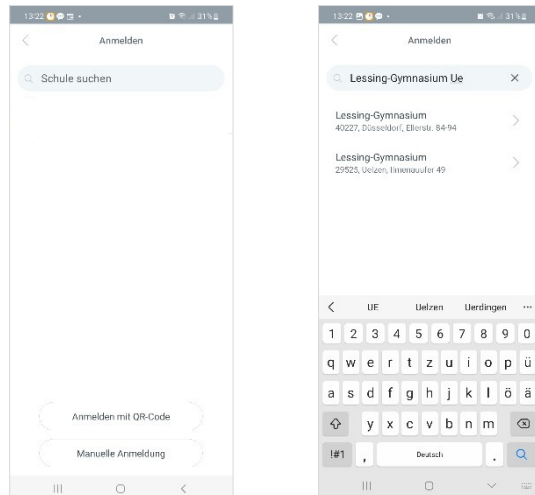 13:22
31%
Anmelden
Schule suchen
Anmelden mit QR-Code
Manuelle Anmeldung
13:22
31%
Anmelden
Lessing-Gymnasium Ue
Lessing-Gymnasium
40227, Düsseldorf, Ellerstr. 84-94
Lessing-Gymnasium
29525, Uelzen, Ilmenauufer 49
UE Uelzen Uerdingen
1 2 3 4 5 6 7 8 9 0
q w e r t z u i o p ü
a s d f g h j k l ö ä
y x c v b n m
!#1 , Deutsch .